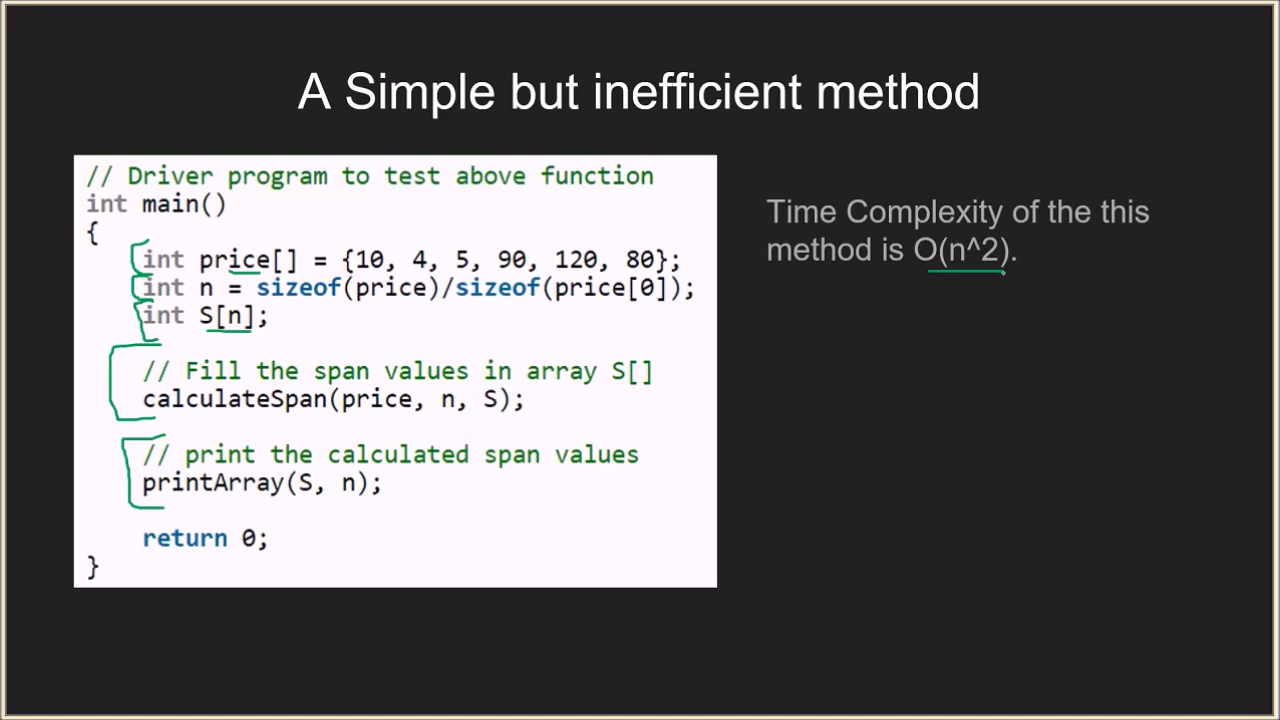 A Simple but inefficient method
// Driver program to test above function
int main()
{
int price[] = {10, 4, 5, 90, 120, 80};
int n = sizeof(price)/sizeof(price[0]);
int S[n];
// Fill the span values in array S[]
calculateSpan(price, n, S);
// print the calculated span values
printArray(S, n);
return 0;
}
Time Complexity of the this
method is O(n^2).